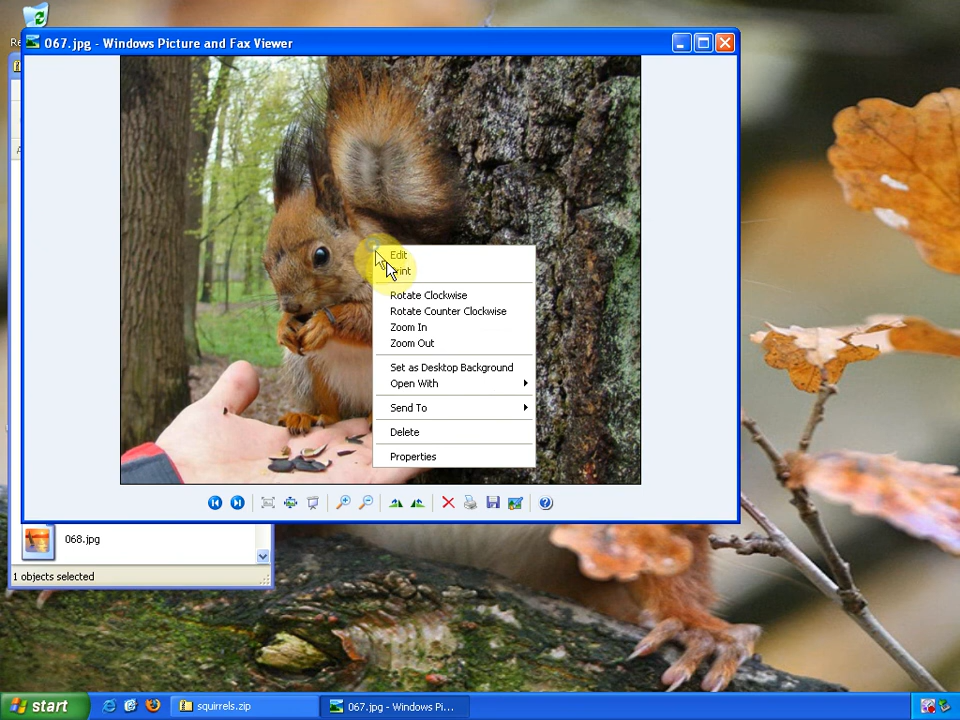 067.jpg - Windows Picture and Fax Viewer
Edit
Rotate Clockwise
Rotate Counter Clockwise
Zoom In
Zoom Out
Set as Desktop Background
Open With
Send To
Delete
Properties
068.jpg
1 objects selected
start
squirrels.zip
067.jpg - Windows Pi...